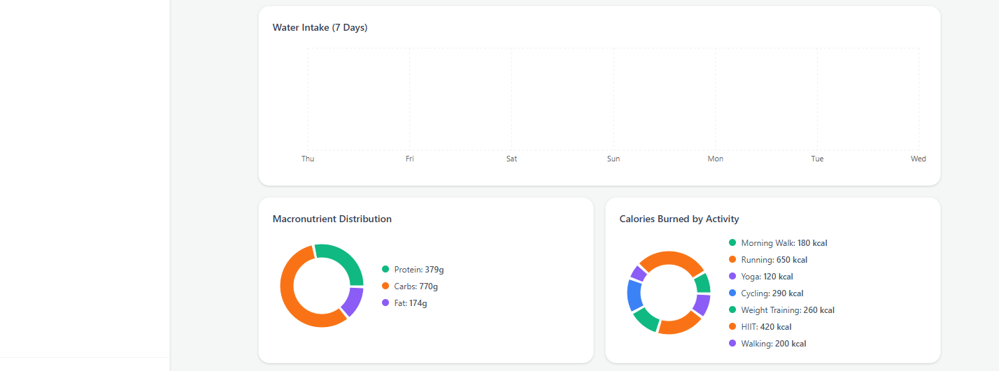 Water Intake (7 Days)
Thu Fri Sat Sun Mon Tue Wed
Macronutrient Distribution
Protein: 379g
Carbs: 770g
Fat: 174g
Calories Burned by Activity
Morning Walk: 180 kcal
Running: 650 kcal
Yoga: 120 kcal
Cycling: 290 kcal
Weight Training: 260 kcal
HIIT: 420 kcal
Walking: 200 kcal